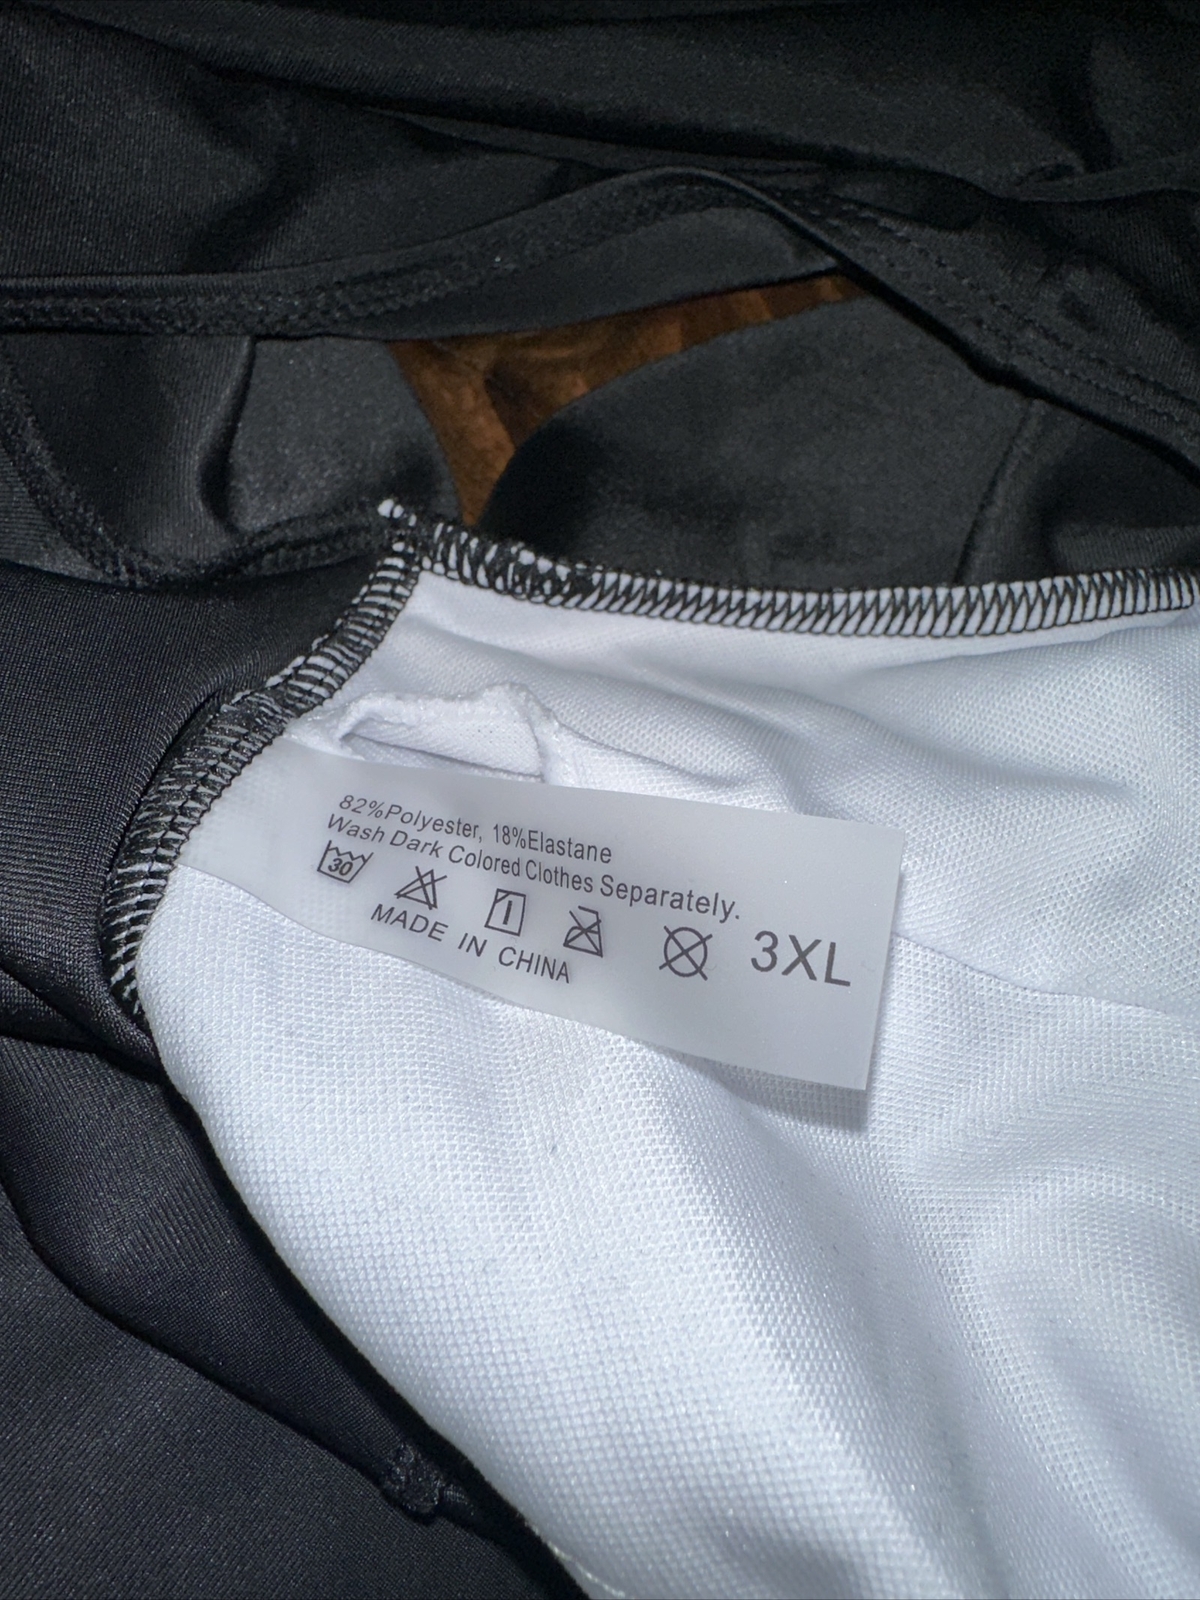 82%Polyester, 18%Elastane
Wash Dark Colored Clothes Separately.
30
MADE IN CHINA
3XL